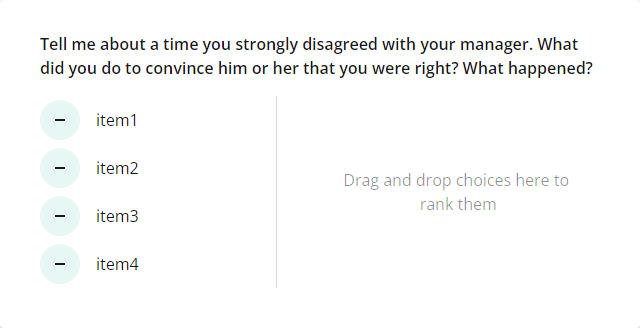 Tell me about a time you strongly disagreed with your manager. What
did you do to convince him or her that you were right? What happened?
– item1
– item2
– item3
– item4
Drag and drop choices here to
rank them